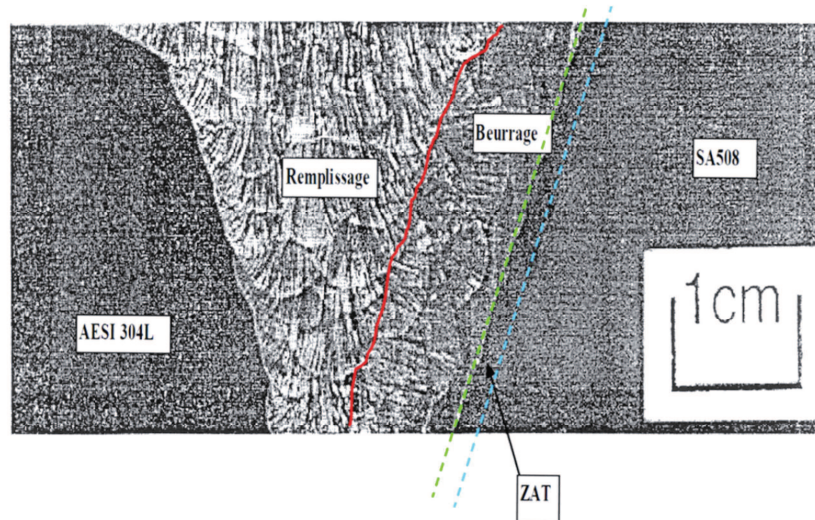 Beurrage
SA508
Remplissage
1cm
AESI 304L
ZAT